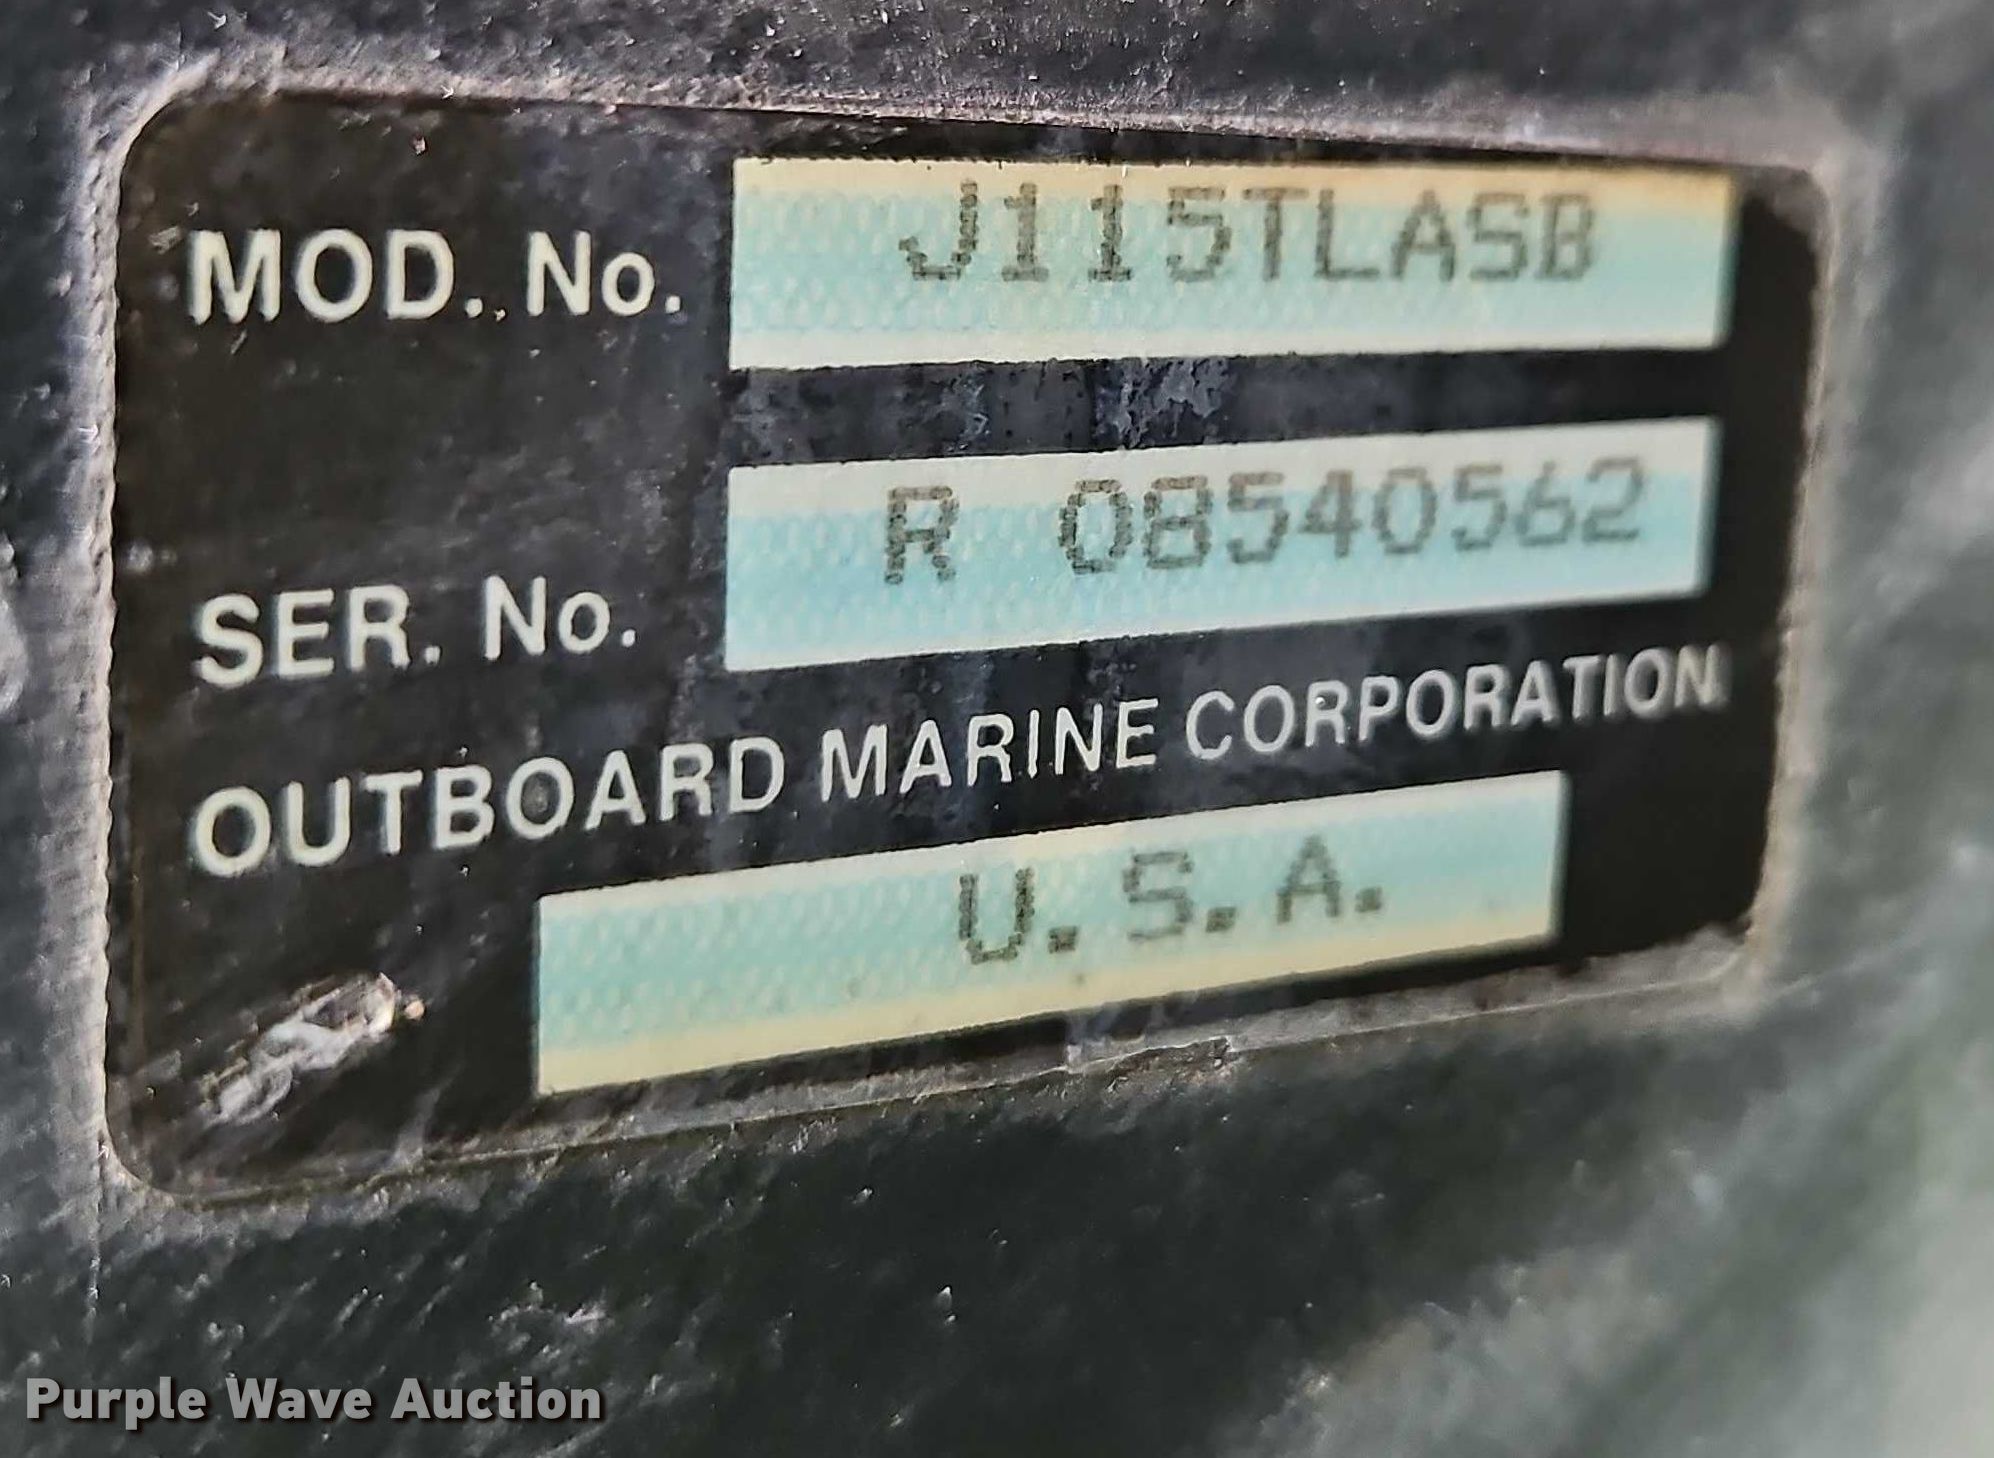 MOD. No. J115TLASB
SER. No. R 08540562
OUTBOARD MARINE CORPORATION
U.S.A.
Purple Wave Auction